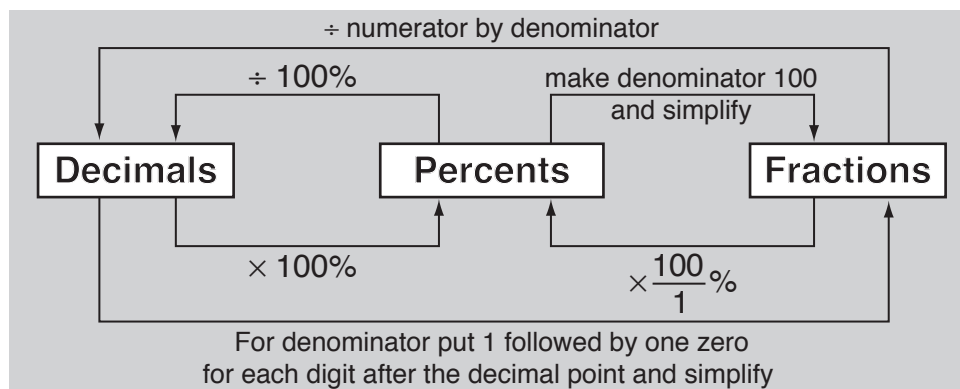 ÷ numerator by denominator
÷ 100%
make denominator 100
and simplify
Decimals
Percents
Fractions
× 100%
× 100/1 %
For denominator put 1 followed by one zero
for each digit after the decimal point and simplify